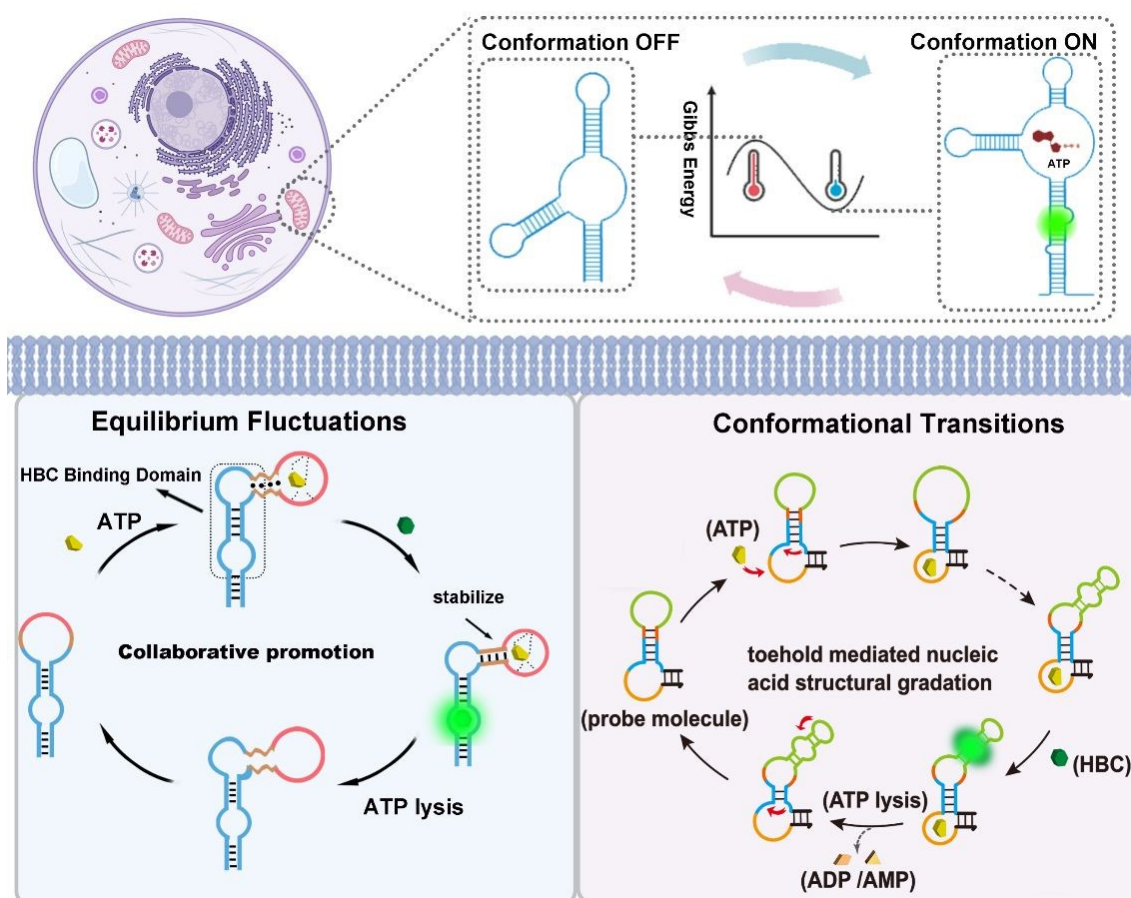 Conformation OFF
Conformation ON
Gibbs Energy
ATP
Equilibrium Fluctuations
HBC Binding Domain
ATP
stabilize
Collaborative promotion
ATP lysis
Conformational Transitions
(ATP)
toehold mediated nucleic
acid structural gradation
(probe molecule)
(HBC)
(ATP lysis)
(ADP /AMP)